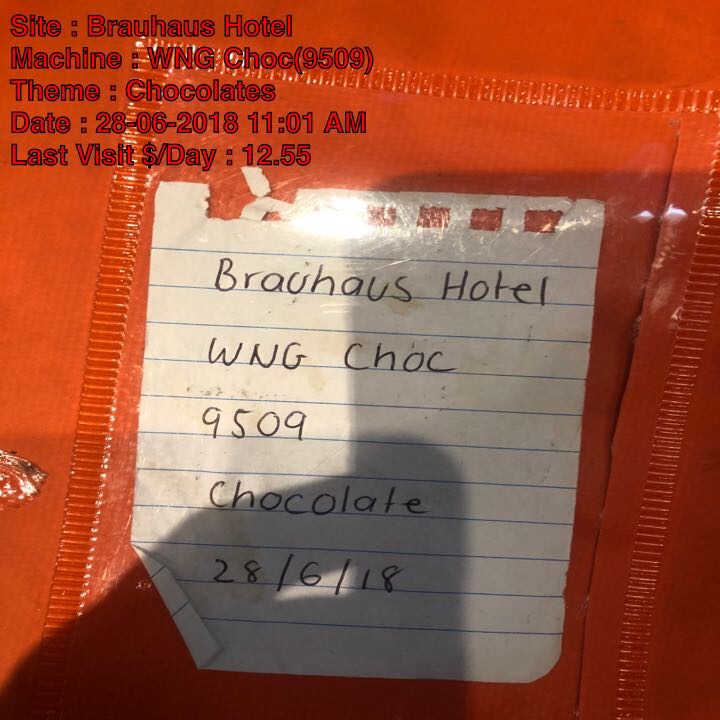 Site : Brauhaus Hotel
Machine : WNG Choc(9509)
Theme : Chocolates
Date : 28-06-2018 11:01 AM
Last Visit $/Day : 12.55
Brauhaus Hotel
WNG Choc
9509
Chocolate
28/6/18